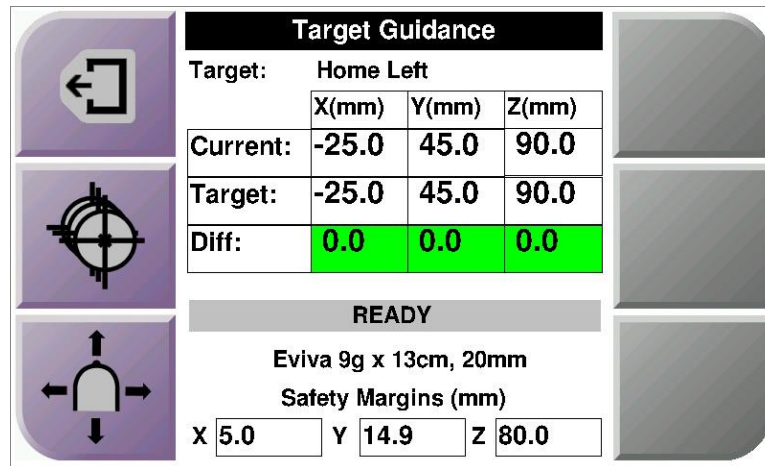 Target Guidance
Target: Home Left
X(mm) Y(mm) Z(mm)
Current: -25.0 45.0 90.0
Target: -25.0 45.0 90.0
Diff: 0.0 0.0 0.0
READY
Eviva 9g x 13cm, 20mm
Safety Margins (mm)
X 5.0 Y 14.9 Z 80.0